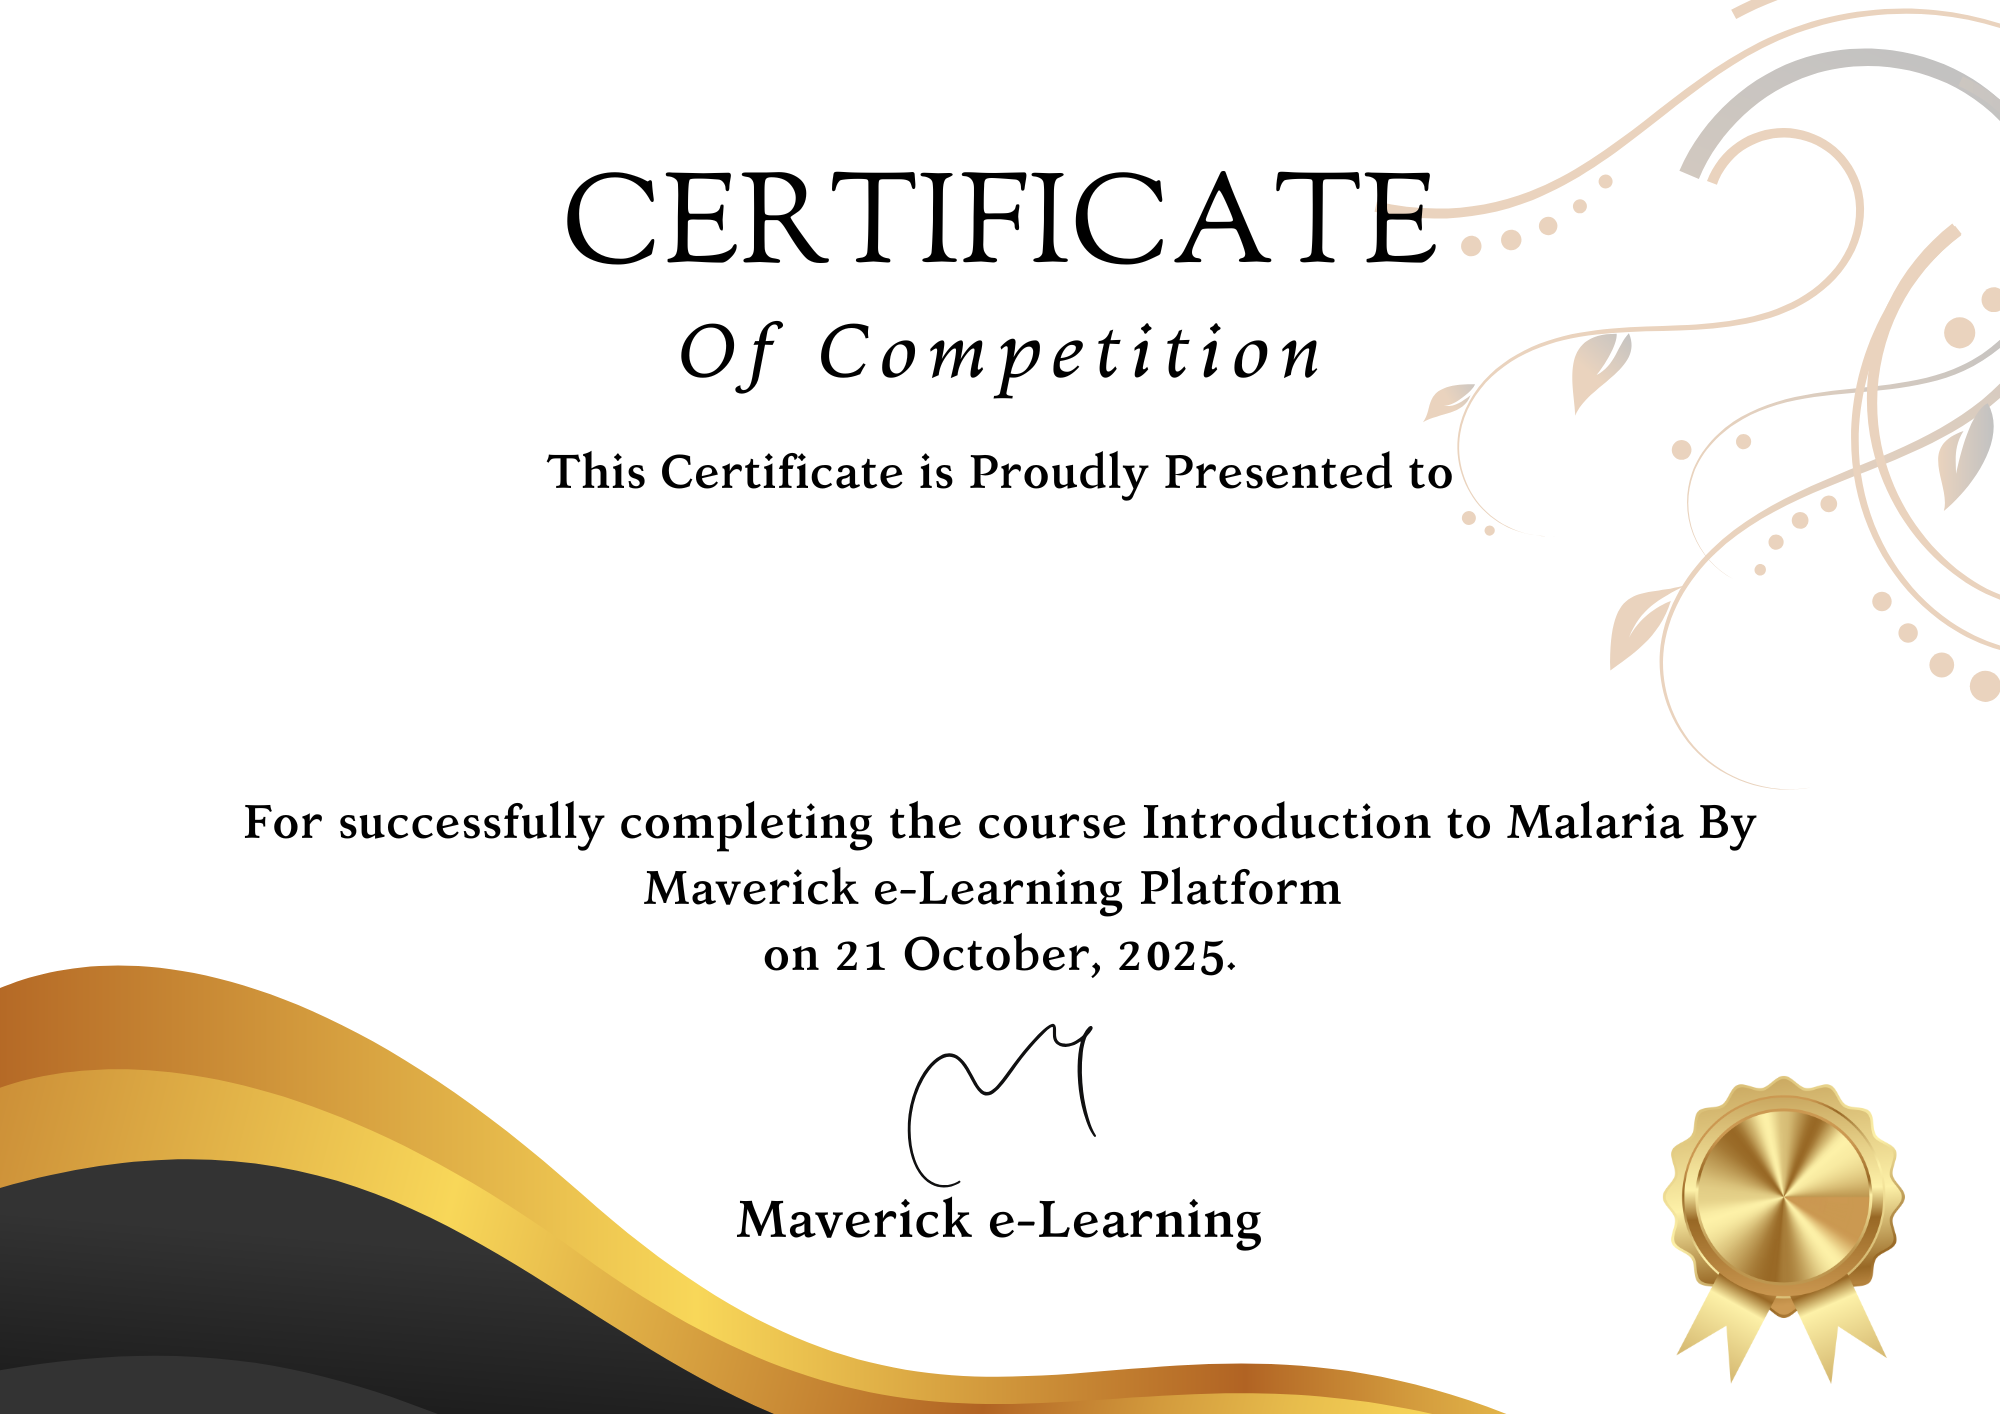 CERTIFICATE
Of Competition
This Certificate is Proudly Presented to
For successfully completing the course Introduction to Malaria By
Maverick e-Learning Platform
on 21 October, 2025.
Maverick e-Learning